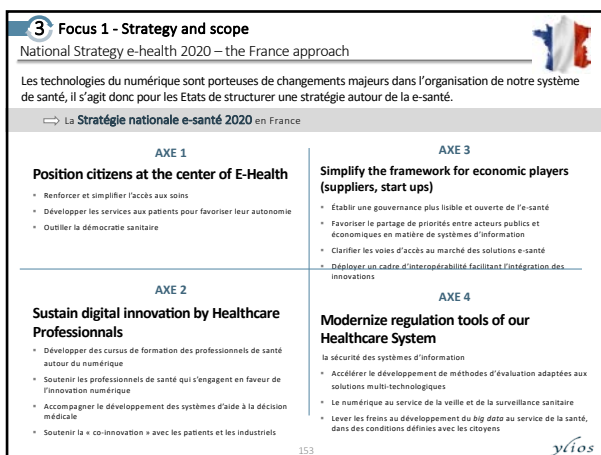 3 Focus 1 - Strategy and scope
National Strategy e-health 2020 – the France approach
Les technologies du numérique sont porteuses de changements majeurs dans l'organisation de notre système
de santé, il s'agit donc pour les Etats de structurer une stratégie autour de la e-santé.
⇨ La Stratégie nationale e-santé 2020 en France
AXE 1
Position citizens at the center of E-Health
• Renforcer et simplifier l'accès aux soins
• Développer les services aux patients pour favoriser leur autonomie
• Outiller la démocratie sanitaire
AXE 2
Sustain digital innovation by Healthcare
Professionnals
• Développer des cursus de formation des professionnels de santé
autour du numérique
• Soutenir les professionnels de santé qui s'engagent en faveur de
l'innovation numérique
• Accompagner le développement des systèmes d'aide à la décision
médicale
• Soutenir la « co-innovation » avec les patients et les industriels
AXE 3
Simplify the framework for economic players
(suppliers, start ups)
• Établir une gouvernance plus lisible et ouverte de l'e-santé
• Favoriser le partage de priorités entre acteurs publics et
économiques en matière de systèmes d'information
• Clarifier les voies d'accès au marché des solutions e-santé
• Déployer un cadre d'interopérabilité facilitant l'intégration des
innovations
AXE 4
Modernize regulation tools of our
Healthcare System
la sécurité des systèmes d'information
• Accélérer le développement de méthodes d'évaluation adaptées aux
solutions multi-technologiques
• Le numérique au service de la veille et de la surveillance sanitaire
• Lever les freins au développement du big data au service de la santé,
dans des conditions définies avec les citoyens
153
ylios